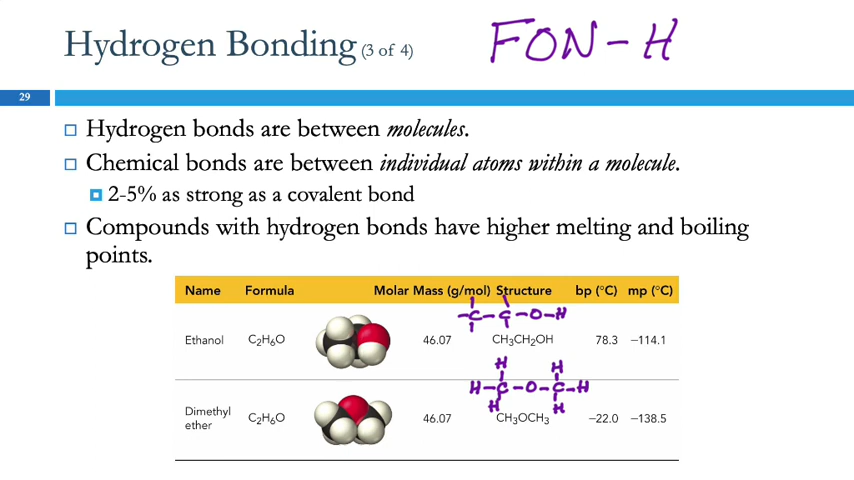 Hydrogen Bonding (3 of 4) FON-H
29
Hydrogen bonds are between molecules.
Chemical bonds are between individual atoms within a molecule.
2-5% as strong as a covalent bond
Compounds with hydrogen bonds have higher melting and boiling
points.
Name Formula Molar Mass (g/mol) Structure bp (°C) mp (°C)
-C-C-O-H
Ethanol C₂H₆O 46.07 CH₃CH₂OH 78.3 −114.1
H H
H-C-O-C-H
H H
Dimethyl
ether C₂H₆O 46.07 CH₃OCH₃ −22.0 −138.5